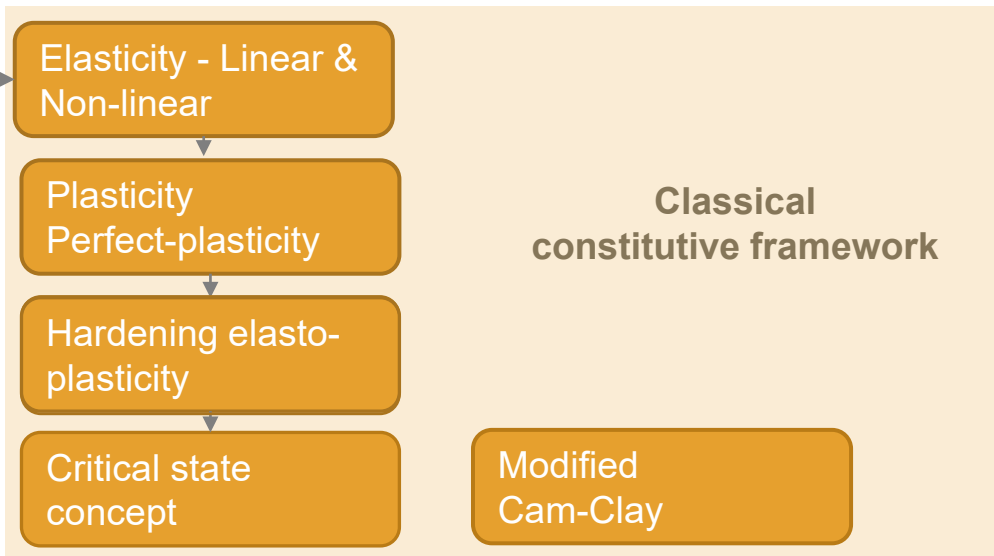 Elasticity - Linear &
Non-linear
Plasticity
Perfect-plasticity
Classical
constitutive framework
Hardening elasto-
plasticity
Critical state
concept
Modified
Cam-Clay